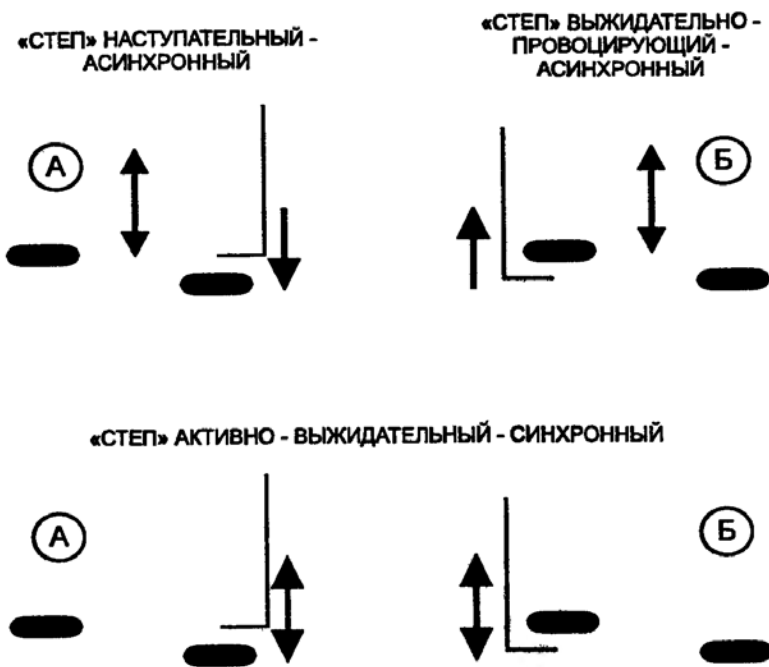 «СТЕП» НАСТУПАТЕЛЬНЫЙ -
АСИНХРОННЫЙ
«СТЕП» ВЫЖИДАТЕЛЬНО -
ПРОВОЦИРУЮЩИЙ -
АСИНХРОННЫЙ
А
Б
«СТЕП» АКТИВНО - ВЫЖИДАТЕЛЬНЫЙ - СИНХРОННЫЙ
А
Б